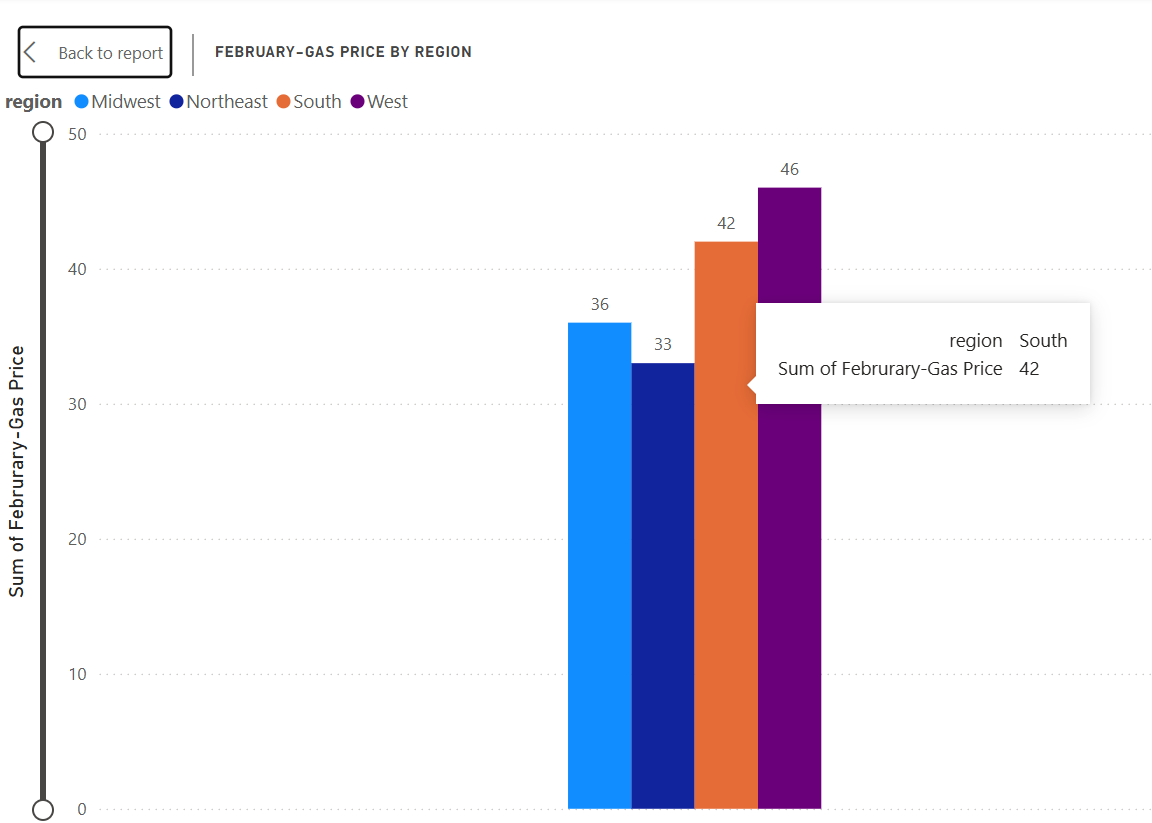 Back to report
FEBRUARY-GAS PRICE BY REGION
region Midwest Northeast South West
50
46
42
40
36
33
region South
Sum of Februrary-Gas Price 42
30
20
10
0
Sum of Februrary-Gas Price